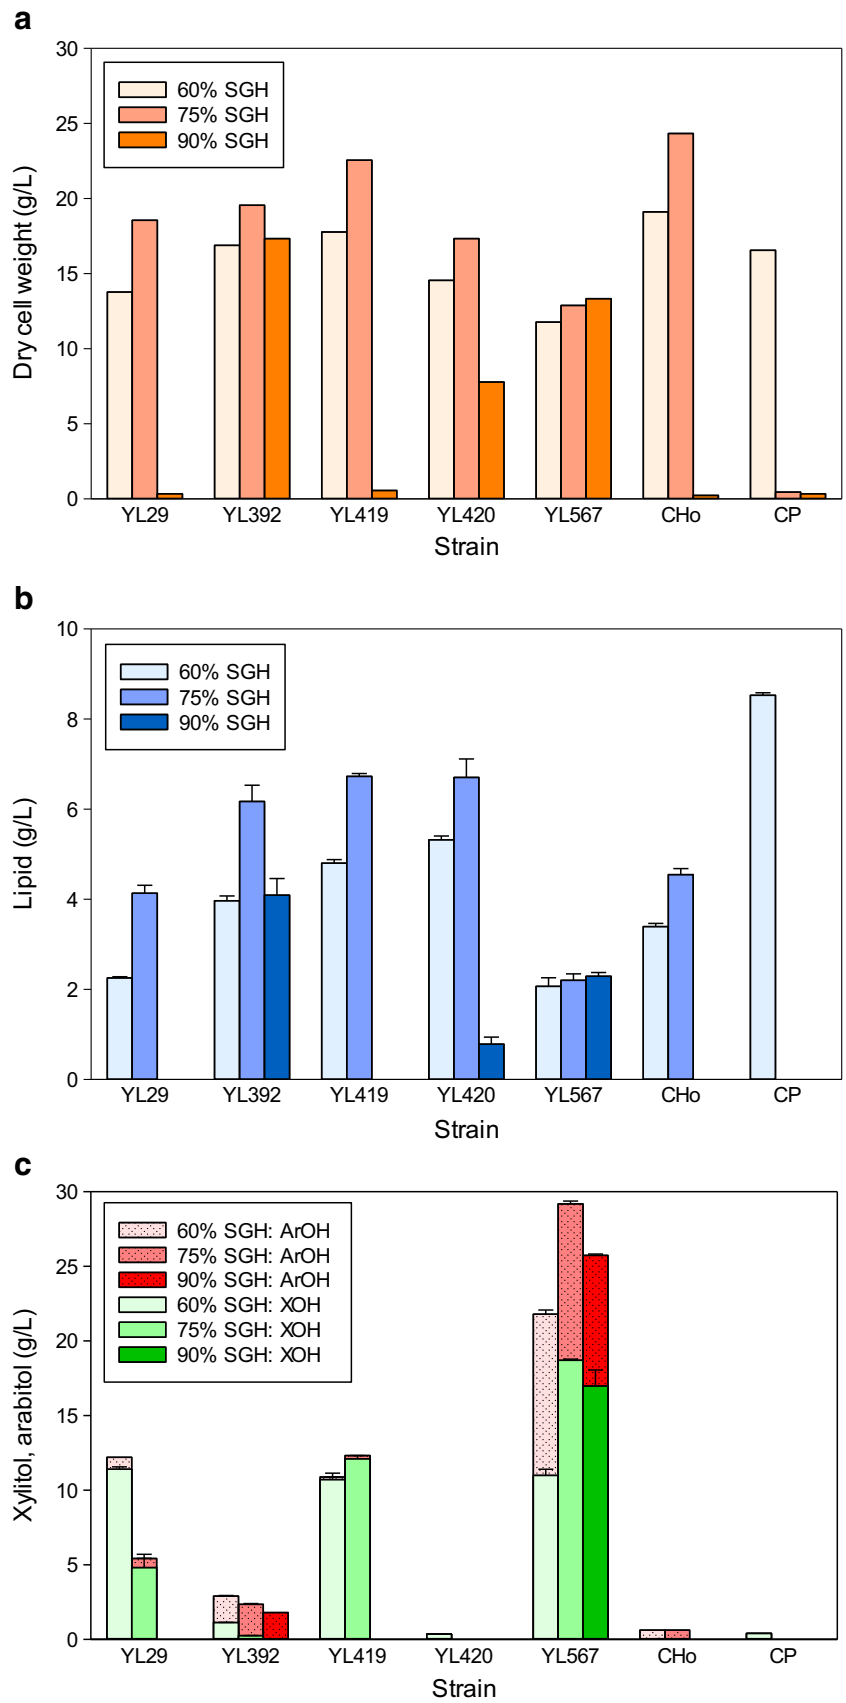 a
30
25
20
15
10
5
0
Dry cell weight (g/L)
60% SGH
75% SGH
90% SGH
YL29 YL392 YL419 YL420 YL567 CHo CP
Strain
b
10
8
6
4
2
0
Lipid (g/L)
60% SGH
75% SGH
90% SGH
YL29 YL392 YL419 YL420 YL567 CHo CP
Strain
c
30
25
20
15
10
5
0
Xylitol, arabitol (g/L)
60% SGH: ArOH
75% SGH: ArOH
90% SGH: ArOH
60% SGH: XOH
75% SGH: XOH
90% SGH: XOH
YL29 YL392 YL419 YL420 YL567 CHo CP
Strain